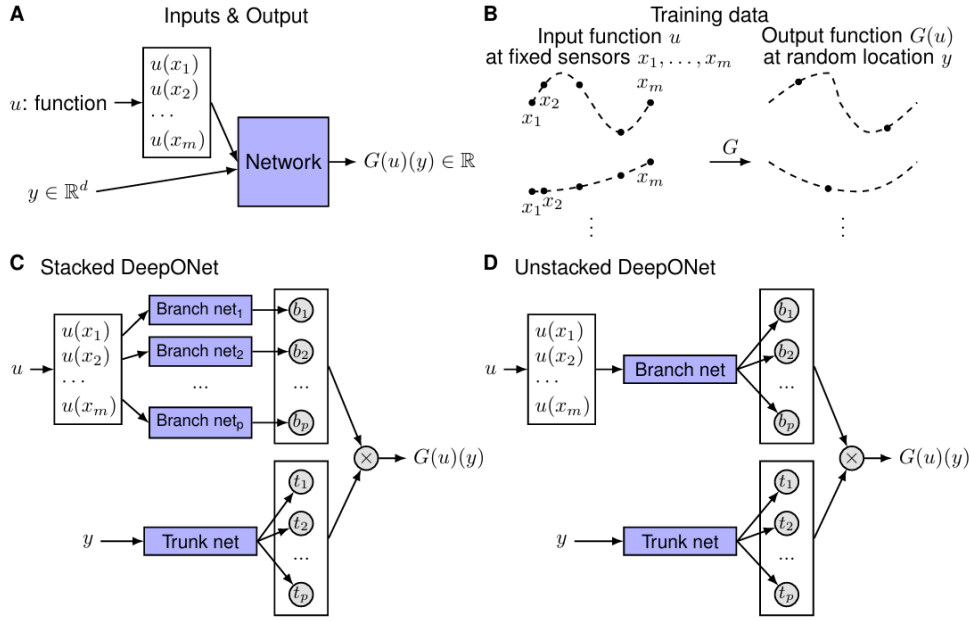 A
Inputs & Output
u: function
u(x₁)
u(x₂)
...
u(xₘ)
y ∈ ℝᵈ
Network
G(u)(y) ∈ ℝ
B
Training data
Input function u
at fixed sensors x₁, ..., xₘ
Output function G(u)
at random location y
x₁
x₂
xₘ
G
x₁
x₂
xₘ
⋮
⋮
C Stacked DeepONet
u
u(x₁)
u(x₂)
...
u(xₘ)
Branch net₁
Branch net₂
...
Branch netₚ
b₁
b₂
...
bₚ
×
G(u)(y)
y
Trunk net
t₁
t₂
...
tₚ
D Unstacked DeepONet
u
u(x₁)
u(x₂)
...
u(xₘ)
Branch net
b₁
b₂
...
bₚ
×
G(u)(y)
y
Trunk net
t₁
t₂
...
tₚ